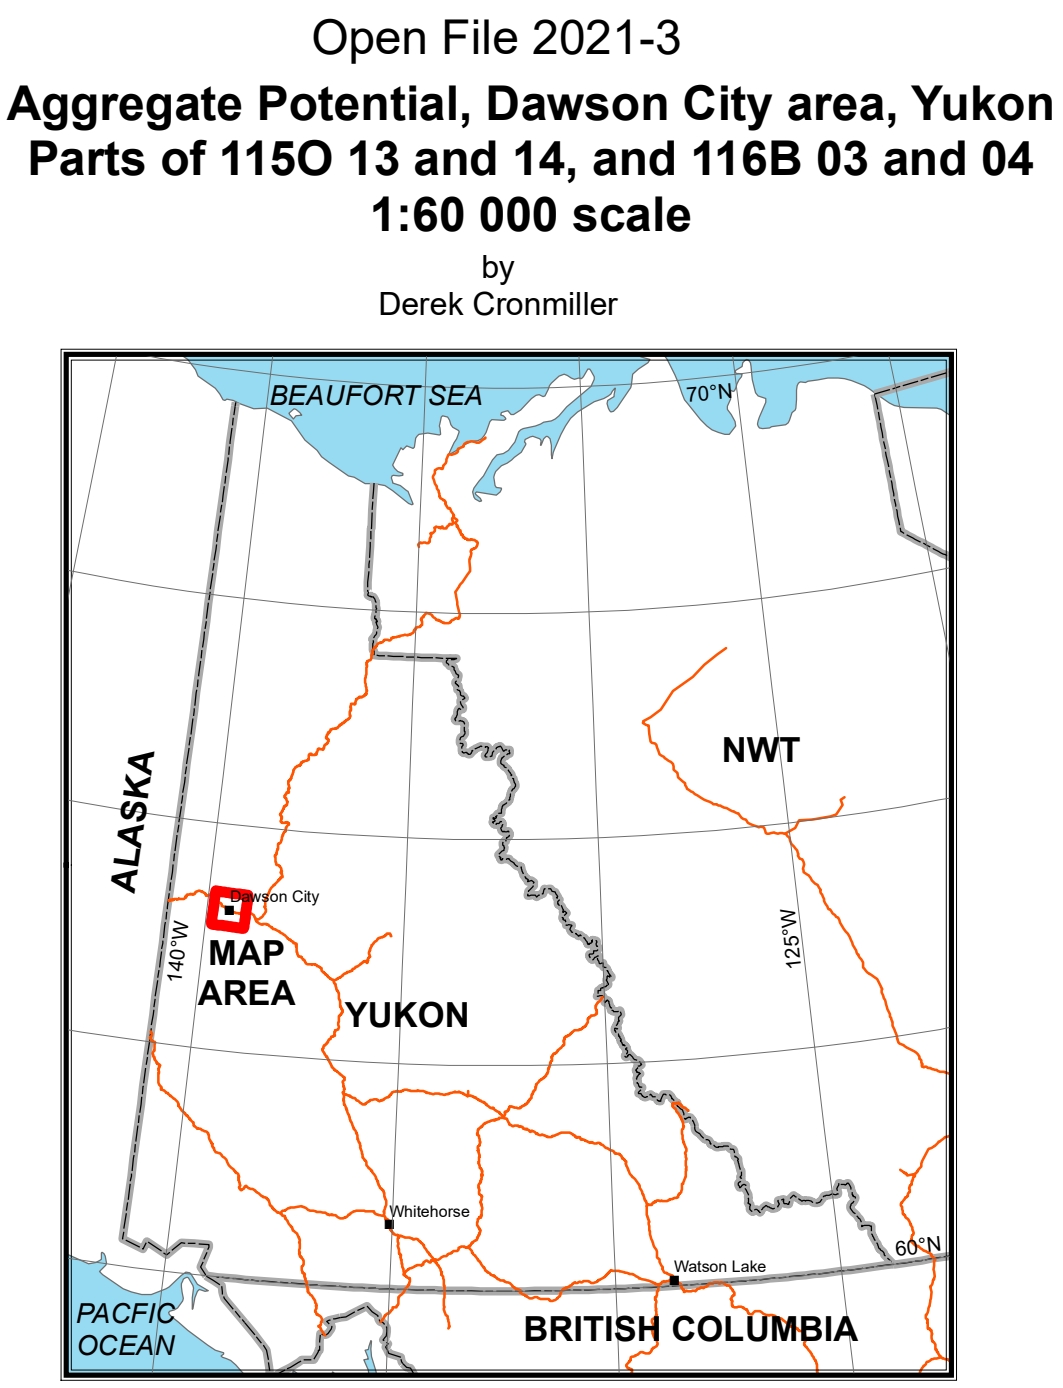 Open File 2021-3
Aggregate Potential, Dawson City area, Yukon
Parts of 115O 13 and 14, and 116B 03 and 04
1:60 000 scale
by
Derek Cronmiller
BEAUFORT SEA
70°N
NWT
ALASKA
Dawson City
140°W
MAP
AREA
125°W
YUKON
Whitehorse
60°N
Watson Lake
PACFIC
OCEAN
BRITISH COLUMBIA